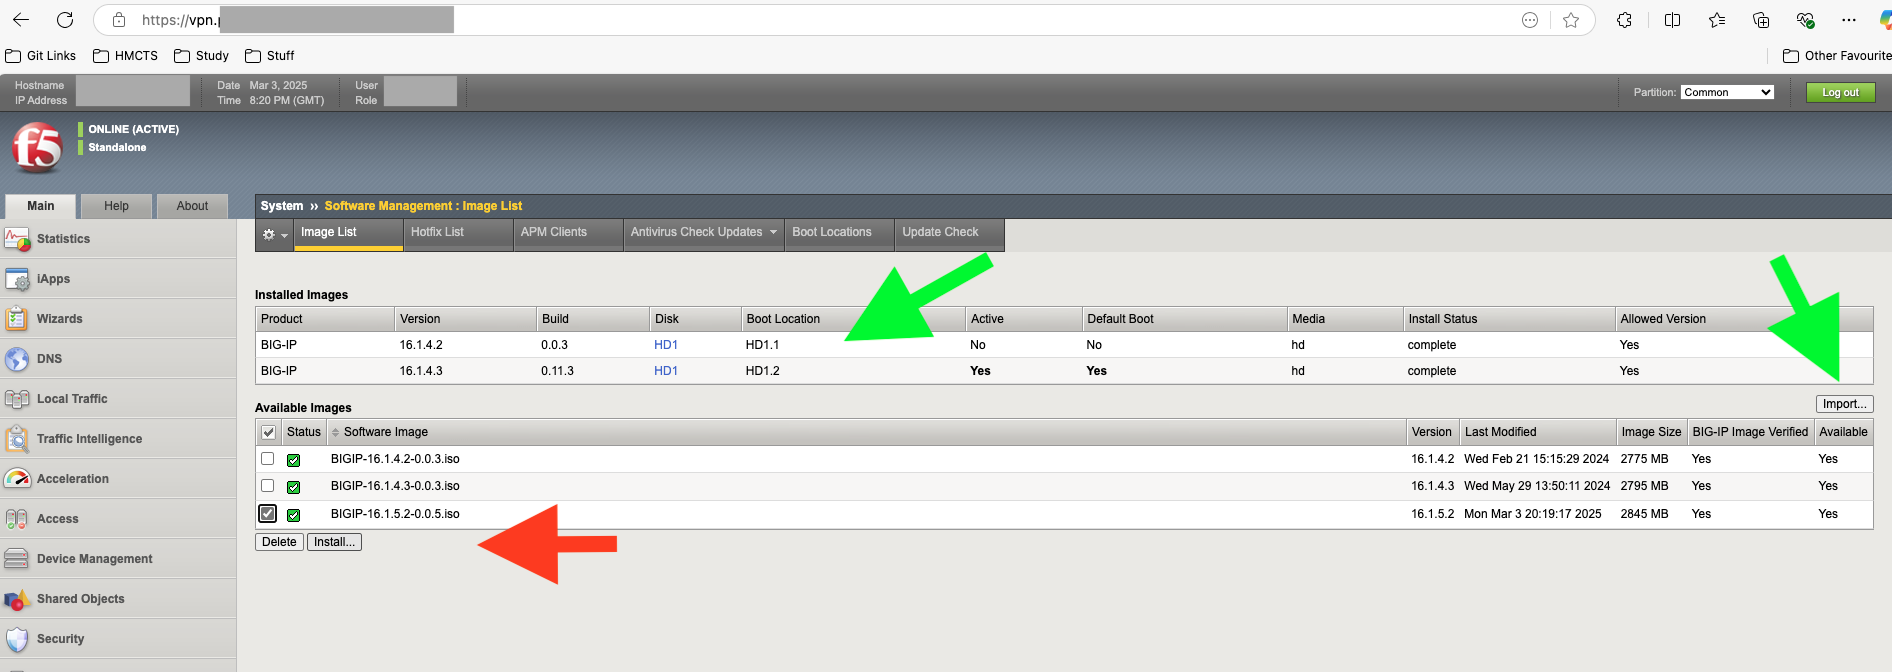 https://vpn.p
Git Links HMCTS Study Stuff Other Favourite
Hostname Date Mar 3, 2025 User
IP Address Time 8:20 PM (GMT) Role
Partition: Common Log out
f5
ONLINE (ACTIVE)
Standalone
Main Help About
System » Software Management : Image List
Image List Hotfix List APM Clients Antivirus Check Updates Boot Locations Update Check
Statistics
iApps
Wizards
DNS
Local Traffic
Traffic Intelligence
Acceleration
Access
Device Management
Shared Objects
Security
Installed Images
Product Version Build Disk Boot Location Active Default Boot Media Install Status Allowed Version
BIG-IP 16.1.4.2 0.0.3 HD1 HD1.1 No No hd complete Yes
BIG-IP 16.1.4.3 0.11.3 HD1 HD1.2 Yes Yes hd complete Yes
Available Images Import...
Status Software Image Version Last Modified Image Size BIG-IP Image Verified Available
BIGIP-16.1.4.2-0.0.3.iso 16.1.4.2 Wed Feb 21 15:15:29 2024 2775 MB Yes Yes
BIGIP-16.1.4.3-0.0.3.iso 16.1.4.3 Wed May 29 13:50:11 2024 2795 MB Yes Yes
BIGIP-16.1.5.2-0.0.5.iso 16.1.5.2 Mon Mar 3 20:19:17 2025 2845 MB Yes Yes
Delete Install...